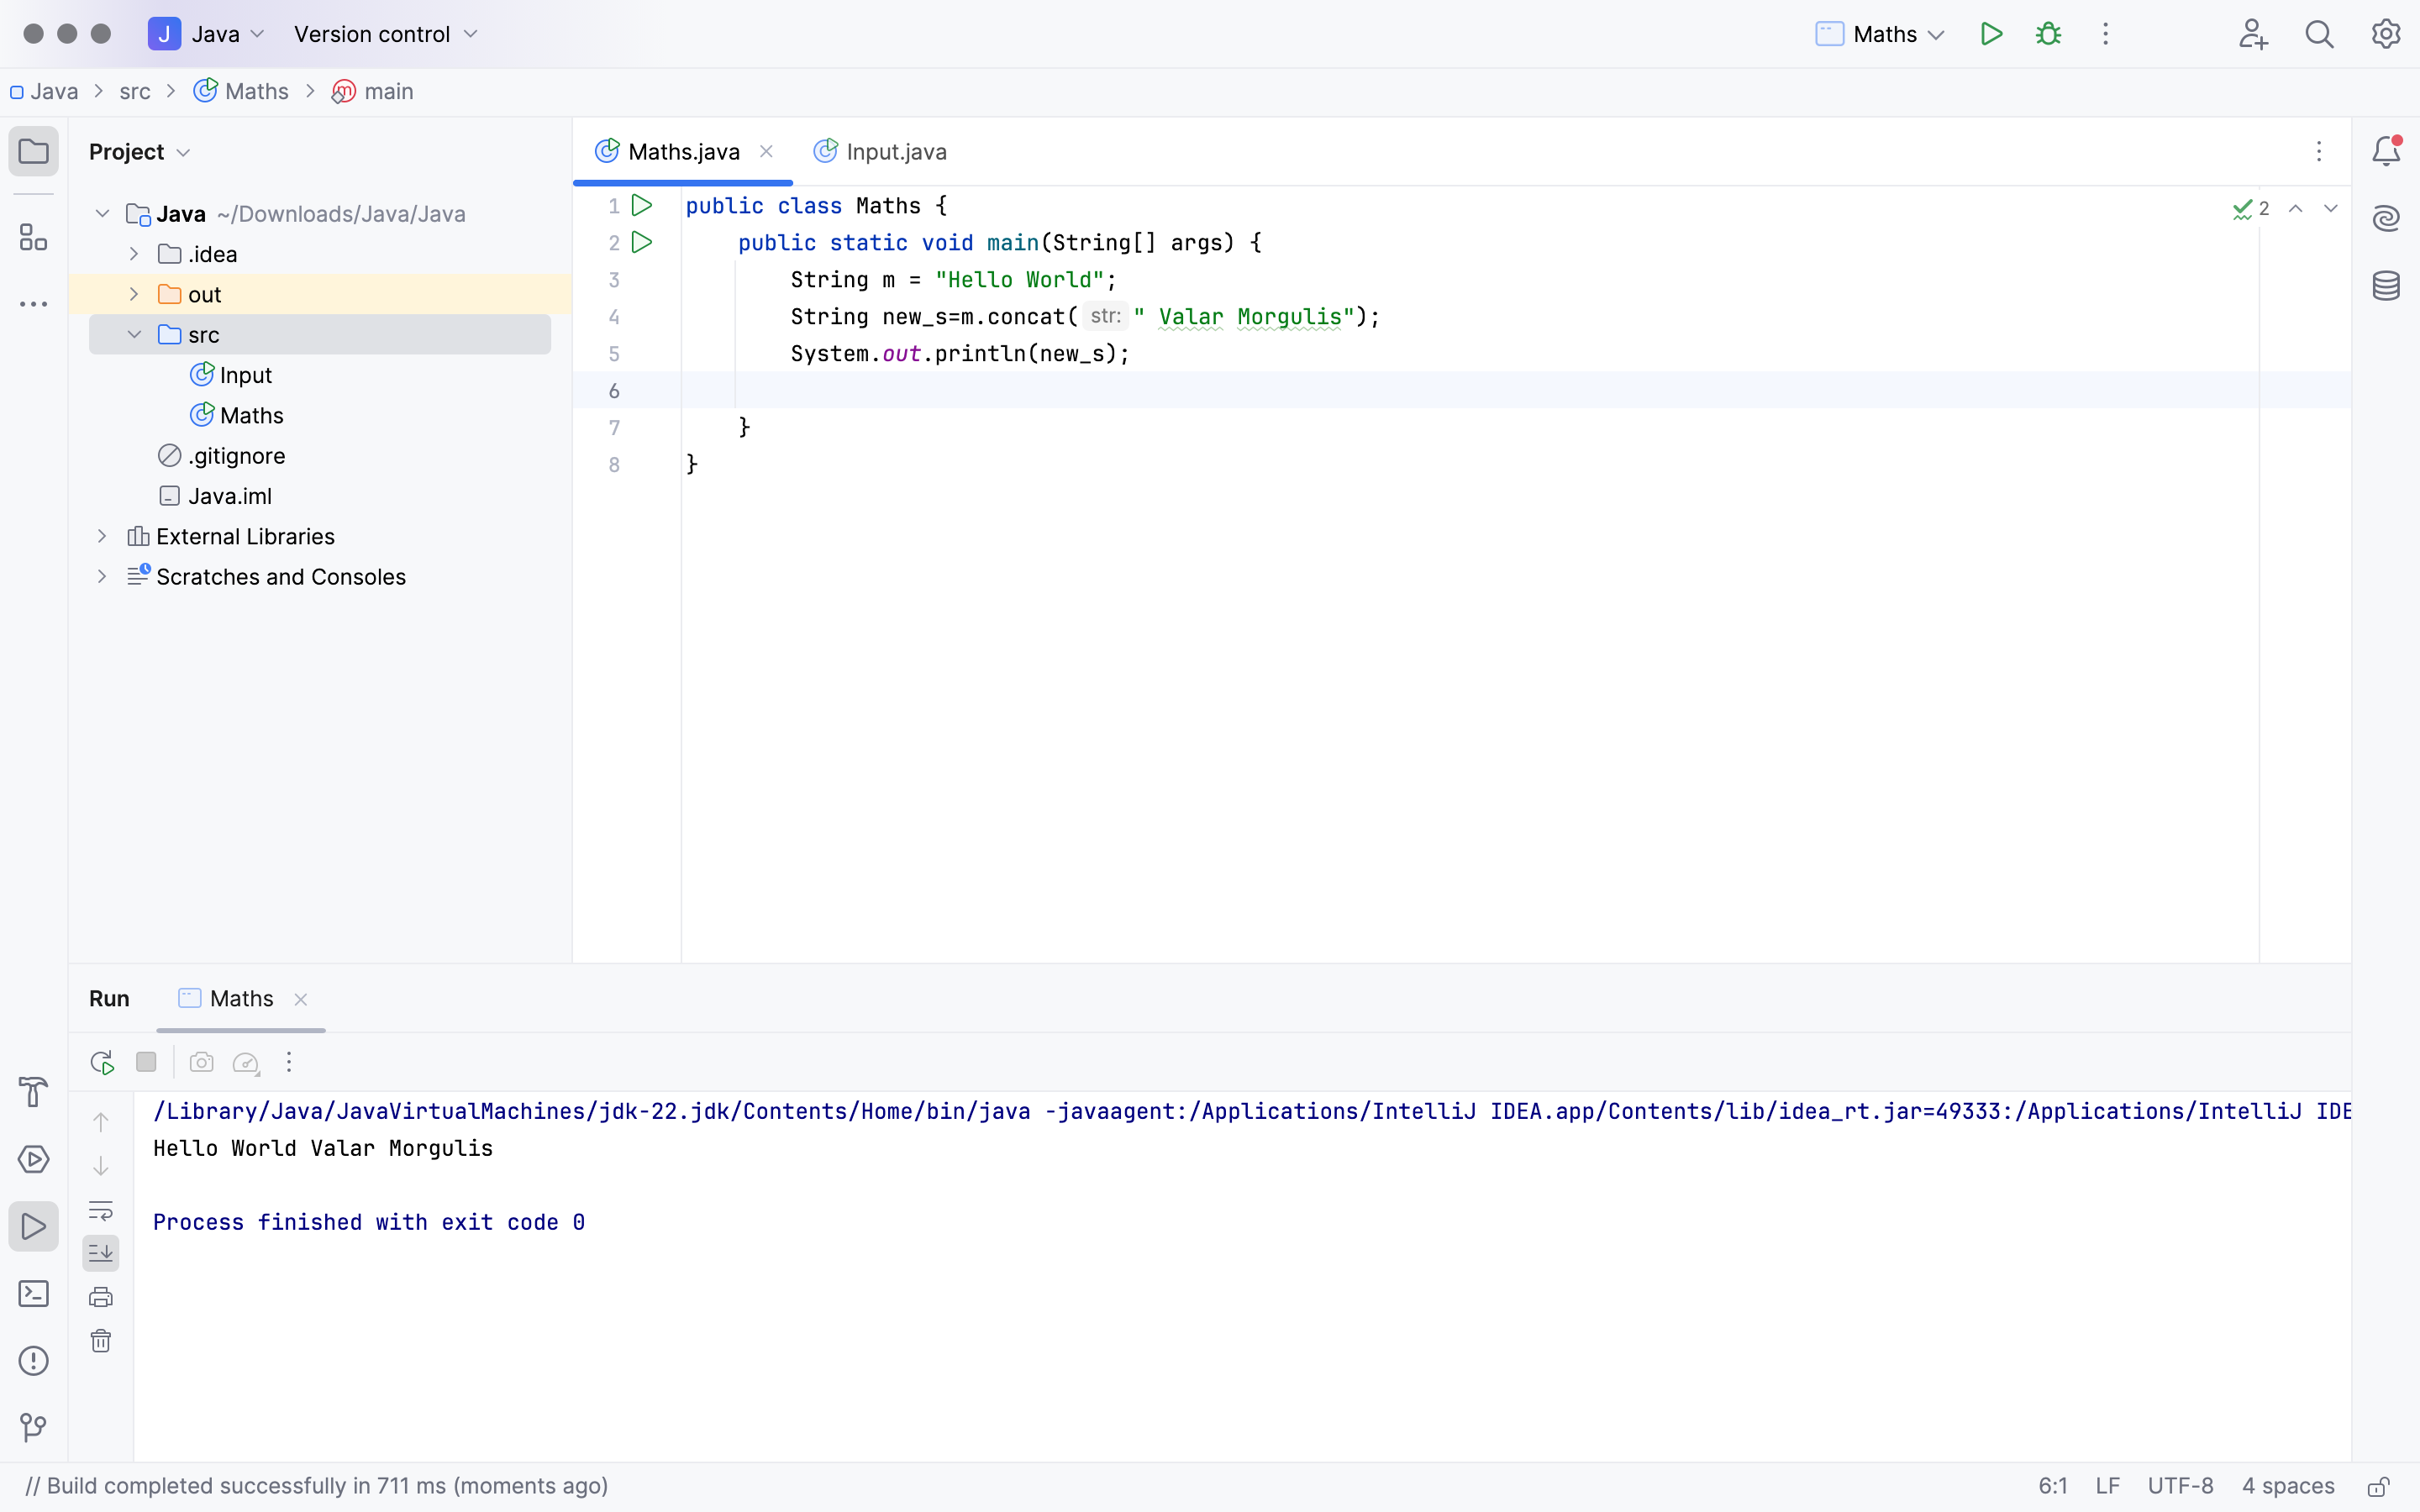 J Java Version control Maths
Java > src > Maths > main
Project
Java ~/Downloads/Java/Java
.idea
out
src
Input
Maths
.gitignore
Java.iml
External Libraries
Scratches and Consoles
Maths.java Input.java
2
1 public class Maths {
2 public static void main(String[] args) {
3 String m = "Hello World";
4 String new_s=m.concat( str: " Valar Morgulis");
5 System.out.println(new_s);
6
7 }
8 }
Run Maths
/Library/Java/JavaVirtualMachines/jdk-22.jdk/Contents/Home/bin/java -javaagent:/Applications/IntelliJ IDEA.app/Contents/lib/idea_rt.jar=49333:/Applications/IntelliJ IDE
Hello World Valar Morgulis
Process finished with exit code 0
// Build completed successfully in 711 ms (moments ago) 6:1 LF UTF-8 4 spaces